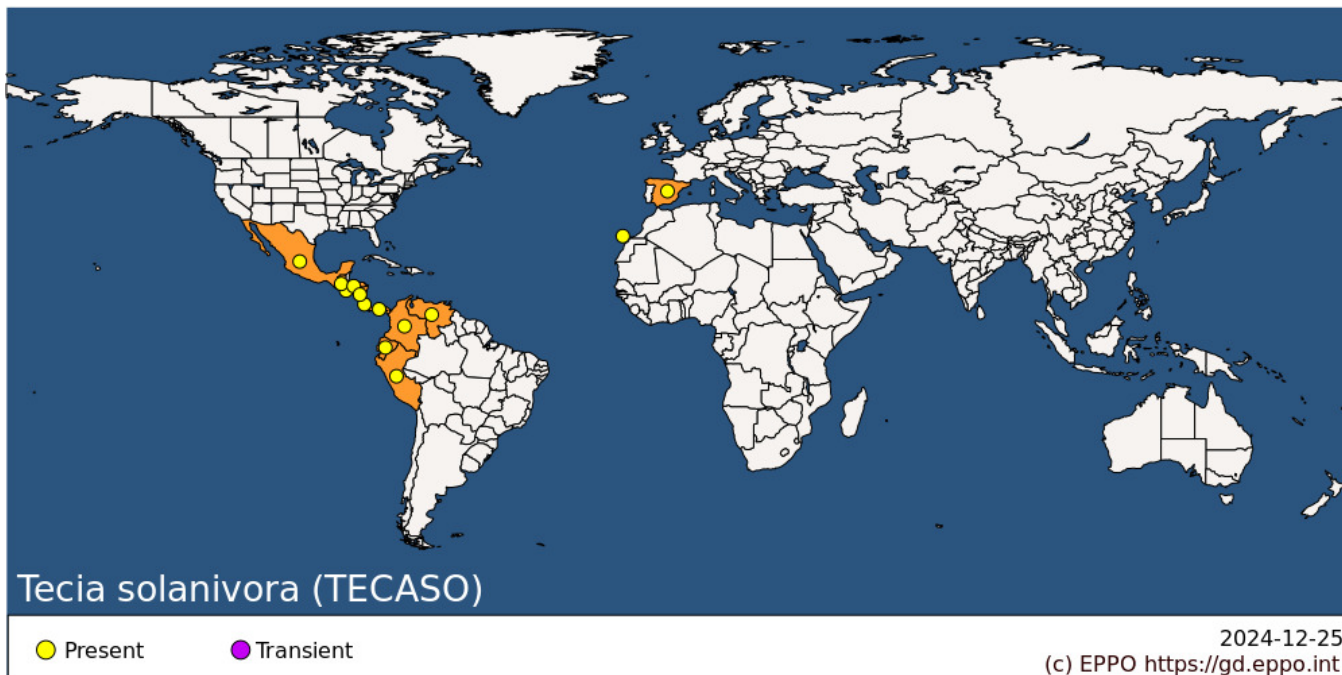 Tecia solanivora (TECASO)
Present
Transient
2024-12-25
(c) EPPO https://gd.eppo.int